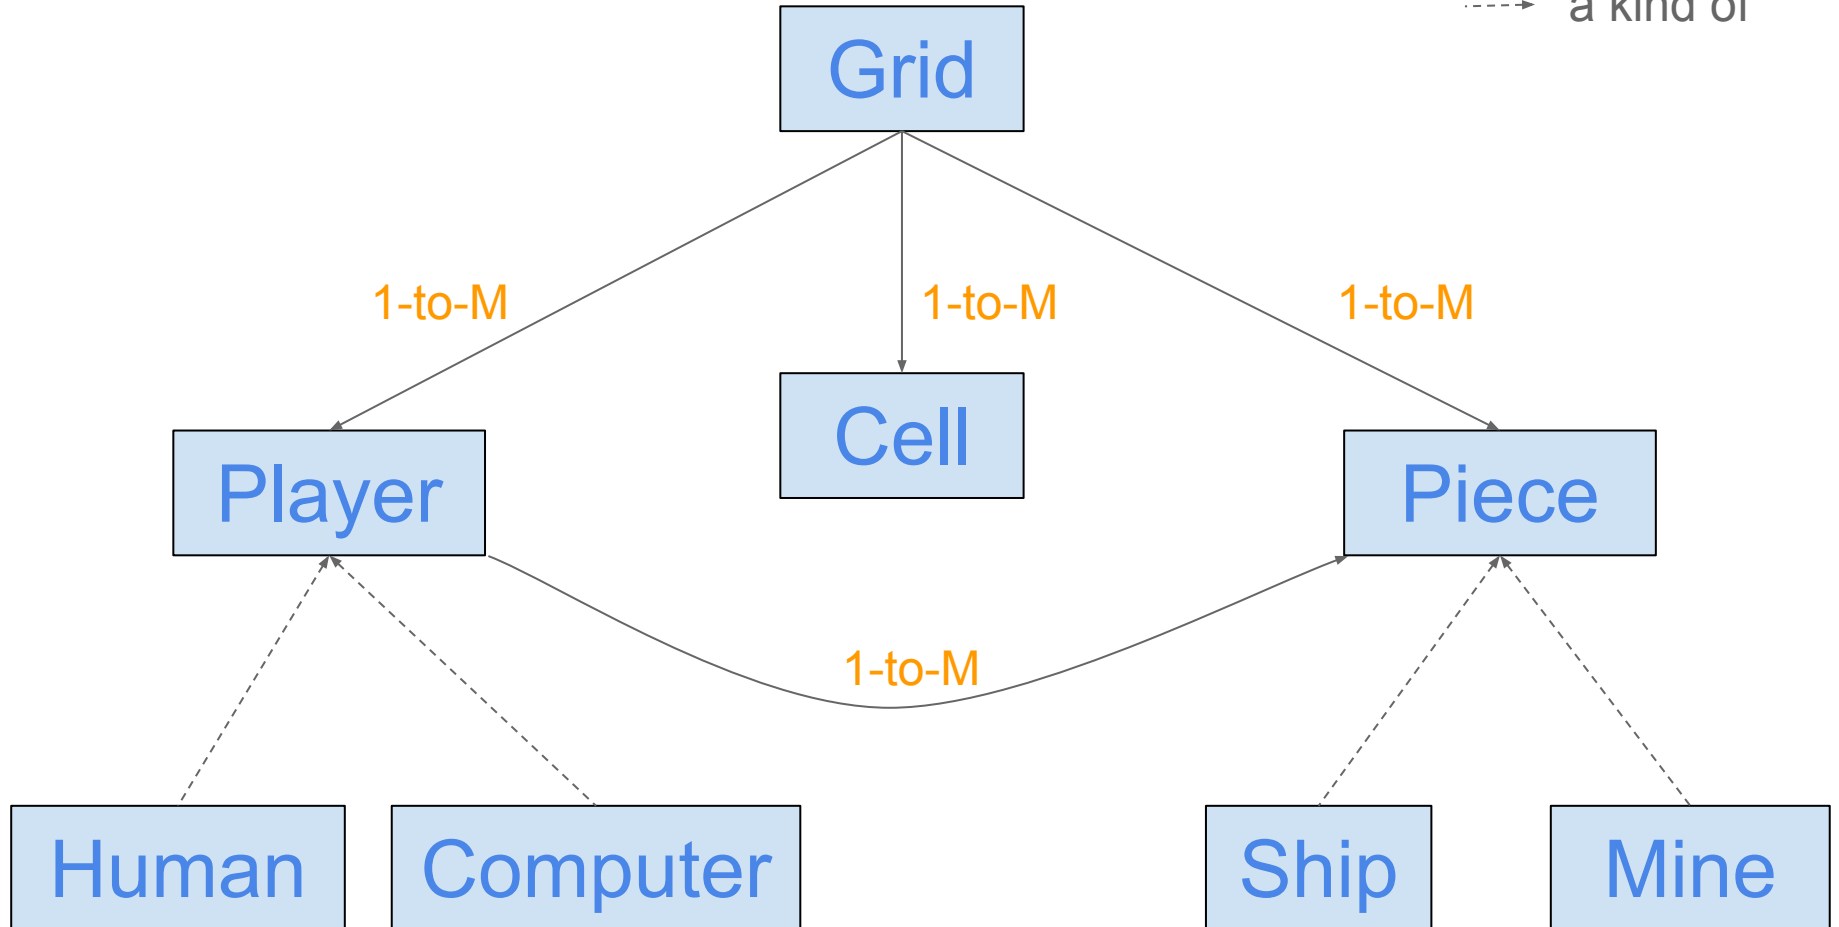 a kind of
Grid
1-to-M
1-to-M
1-to-M
Cell
Player
Piece
1-to-M
Human
Computer
Ship
Mine